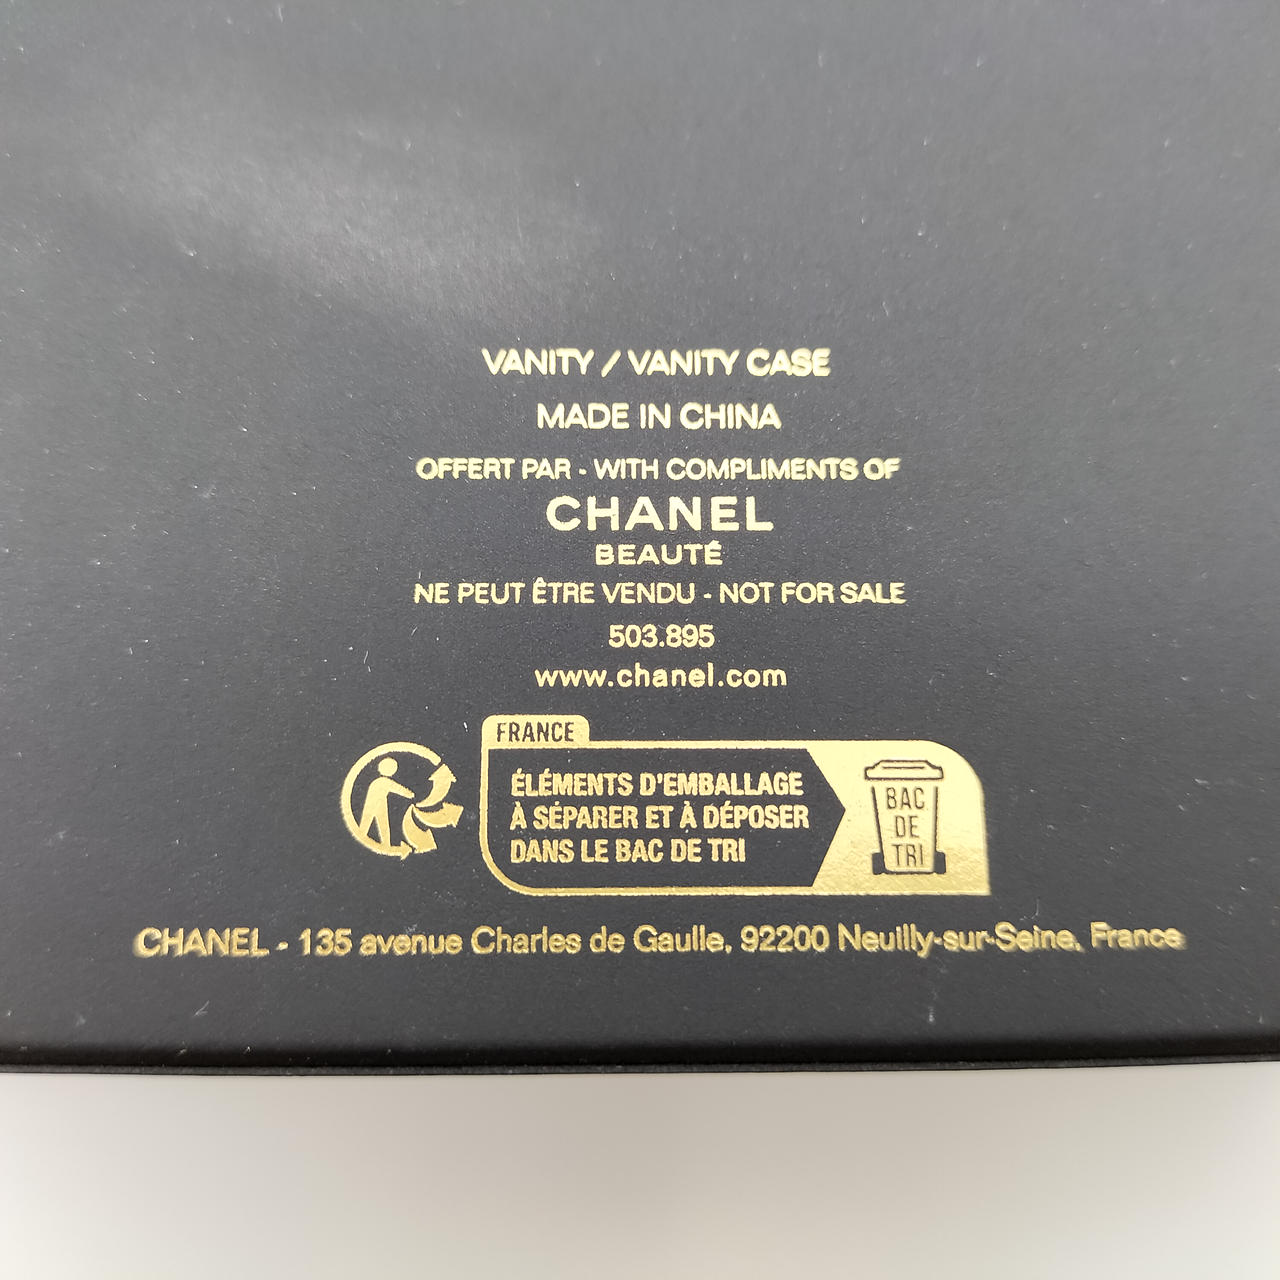 VANITY / VANITY CASE
MADE IN CHINA
OFFERT PAR - WITH COMPLIMENTS OF
CHANEL
BEAUTÉ
NE PEUT ÊTRE VENDU - NOT FOR SALE
503.895
www.chanel.com
FRANCE
ÉLÉMENTS D'EMBALLAGE
À SÉPARER ET À DÉPOSER
DANS LE BAC DE TRI
BAC
DE
TRI
CHANEL - 135 avenue Charles de Gaulle, 92200 Neuilly-sur-Seine, France